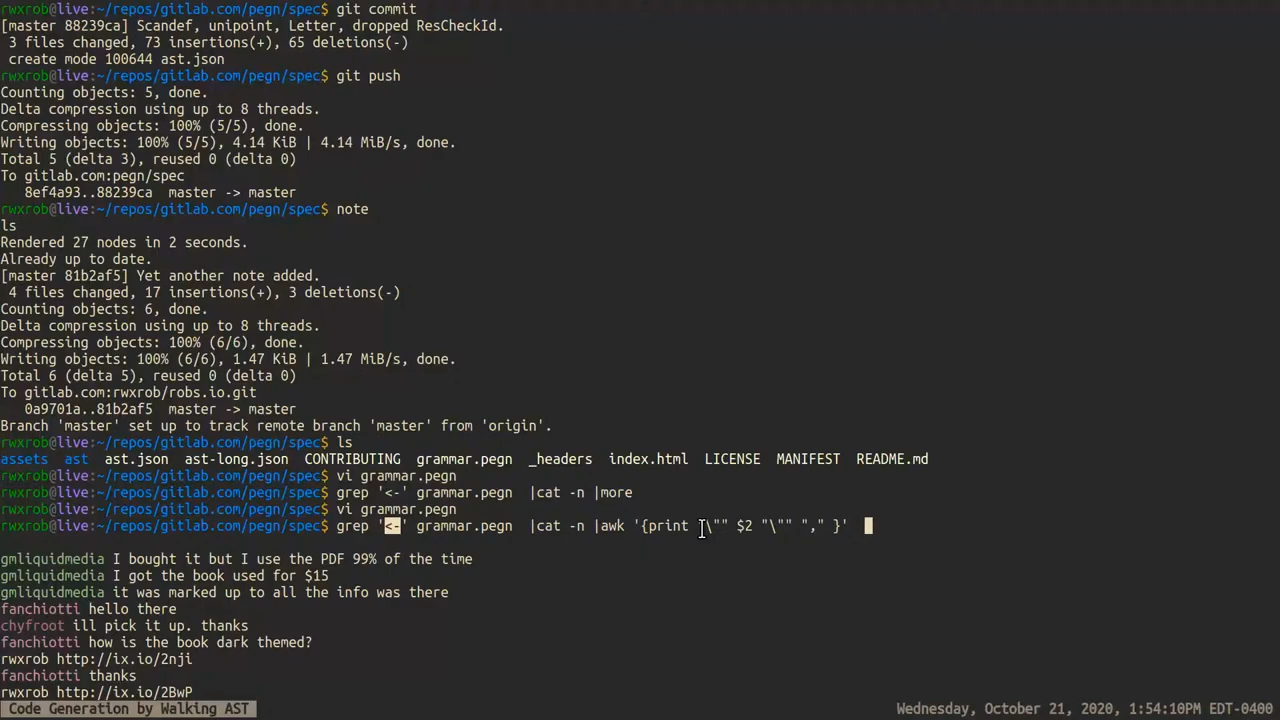 rwxrob@live:~/repos/gitlab.com/pegn/spec$ git commit
[master 88239ca] Scandef, unipoint, Letter, dropped ResCheckId.
 3 files changed, 73 insertions(+), 65 deletions(-)
 create mode 100644 ast.json
rwxrob@live:~/repos/gitlab.com/pegn/spec$ git push
Counting objects: 5, done.
Delta compression using up to 8 threads.
Compressing objects: 100% (5/5), done.
Writing objects: 100% (5/5), 4.14 KiB | 4.14 MiB/s, done.
Total 5 (delta 3), reused 0 (delta 0)
To gitlab.com:pegn/spec
   8ef4a93..88239ca  master -> master
rwxrob@live:~/repos/gitlab.com/pegn/spec$ note
ls
Rendered 27 nodes in 2 seconds.
Already up to date.
[master 81b2af5] Yet another note added.
 4 files changed, 17 insertions(+), 3 deletions(-)
Counting objects: 6, done.
Delta compression using up to 8 threads.
Compressing objects: 100% (6/6), done.
Writing objects: 100% (6/6), 1.47 KiB | 1.47 MiB/s, done.
Total 6 (delta 5), reused 0 (delta 0)
To gitlab.com:rwxrob/robs.io.git
   0a9701a..81b2af5  master -> master
Branch 'master' set up to track remote branch 'master' from 'origin'.
rwxrob@live:~/repos/gitlab.com/pegn/spec$ ls
assets  ast  ast.json  ast-long.json  CONTRIBUTING  grammar.pegn  _headers  index.html  LICENSE  MANIFEST  README.md
rwxrob@live:~/repos/gitlab.com/pegn/spec$ vi grammar.pegn
rwxrob@live:~/repos/gitlab.com/pegn/spec$ grep '<-' grammar.pegn  |cat -n |more
rwxrob@live:~/repos/gitlab.com/pegn/spec$ vi grammar.pegn
rwxrob@live:~/repos/gitlab.com/pegn/spec$ grep '<-' grammar.pegn  |cat -n |awk '{print "\"" $2 "\"" "," }'
gmliquidmedia I bought it but I use the PDF 99% of the time
gmliquidmedia I got the book used for $15
gmliquidmedia it was marked up to all the info was there
fanchiotti hello there
chyfroot ill pick it up. thanks
fanchiotti how is the book dark themed?
rwxrob http://ix.io/2nji
fanchiotti thanks
rwxrob http://ix.io/2BwP
Code Generation by Walking AST
Wednesday, October 21, 2020, 1:54:10PM EDT-0400